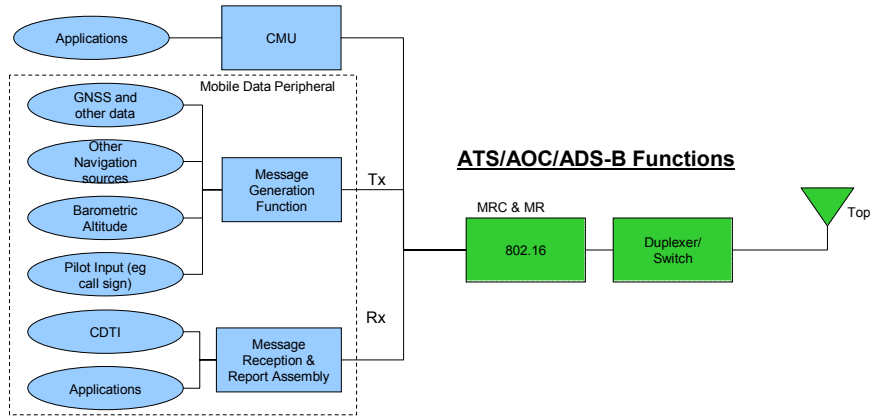 Applications
CMU
Mobile Data Peripheral
GNSS and
other data
Other
Navigation
sources
Barometric
Altitude
Pilot Input (eg
call sign)
Message
Generation
Function
Tx
CDTI
Applications
Message
Reception &
Report Assembly
Rx
ATS/AOC/ADS-B Functions
MRC & MR
802.16
Duplexer/
Switch
Top